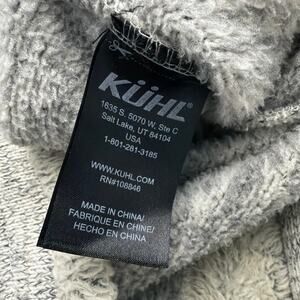 KÜHL
1635 S. 5070 W. Ste C
Salt Lake, UT 84104
USA
1-801-281-3185
WWW.KUHL.COM
RN#108846
MADE IN CHINA/
FABRIQUE EN CHINE/
HECHO EN CHINA